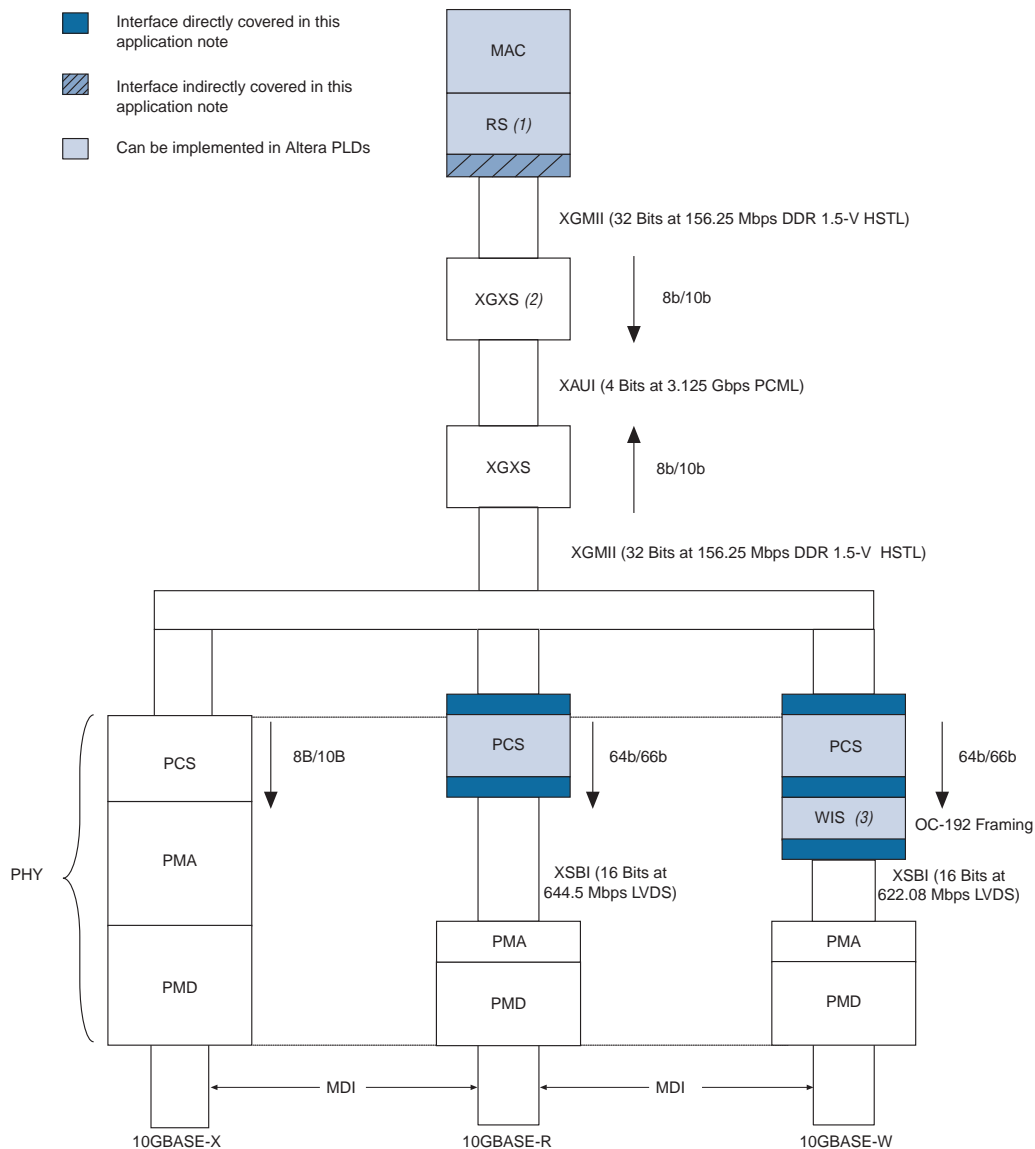 Interface directly covered in this
application note
Interface indirectly covered in this
application note
Can be implemented in Altera PLDs
MAC
RS (1)
XGMII (32 Bits at 156.25 Mbps DDR 1.5-V HSTL)
XGXS (2)
8b/10b
XAUI (4 Bits at 3.125 Gbps PCML)
XGXS
8b/10b
XGMII (32 Bits at 156.25 Mbps DDR 1.5-V HSTL)
PHY
PCS
8B/10B
PMA
PMD
PCS
64b/66b
XSBI (16 Bits at
644.5 Mbps LVDS)
PMA
PMD
PCS
64b/66b
WIS (3)
OC-192 Framing
XSBI (16 Bits at
622.08 Mbps LVDS)
PMA
PMD
MDI
MDI
10GBASE-X
10GBASE-R
10GBASE-W